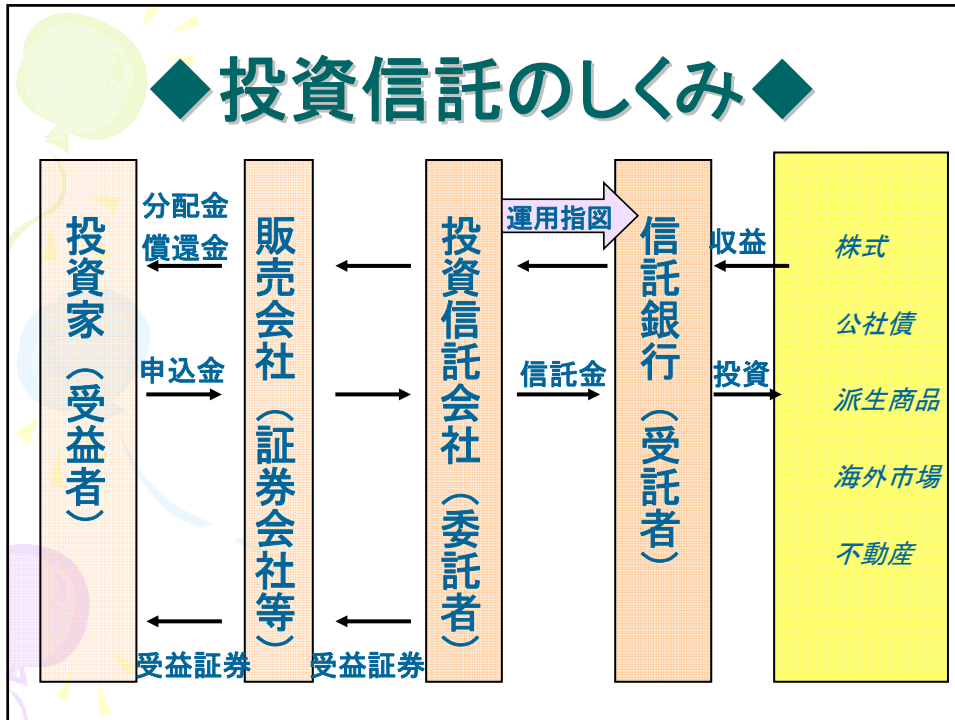 ◆投資信託のしくみ◆
投資家（受益者）
分配金
償還金
申込金
受益証券
販売会社（証券会社等）
受益証券
投資信託会社（委託者）
運用指図
信託金
信託銀行（受託者）
収益
投資
株式
公社債
派生商品
海外市場
不動産